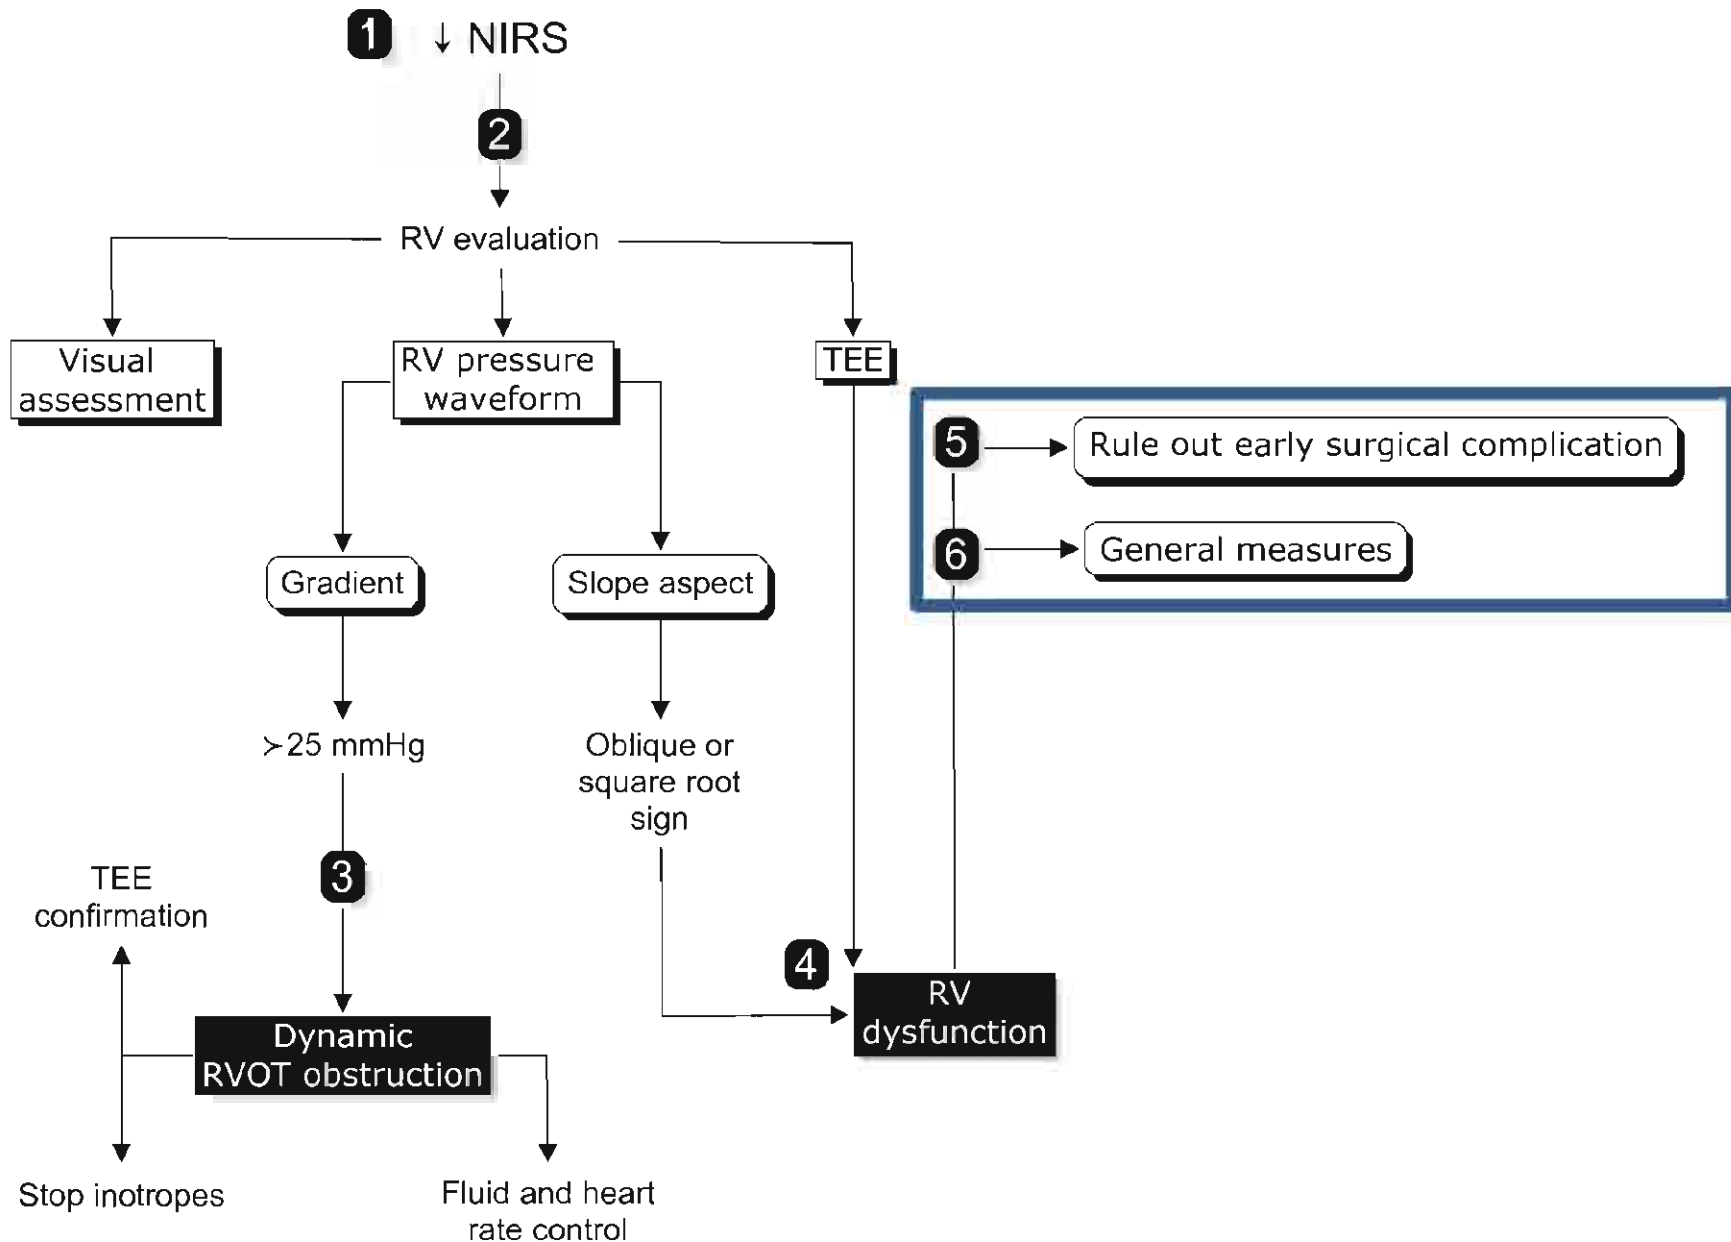 1 ↓ NIRS
2
RV evaluation
Visual
assessment
RV pressure
waveform
TEE
5 Rule out early surgical complication
6 General measures
Gradient
Slope aspect
≻25 mmHg
Oblique or
square root
sign
3
TEE
confirmation
4
RV
dysfunction
Dynamic
RVOT obstruction
Stop inotropes
Fluid and heart
rate control